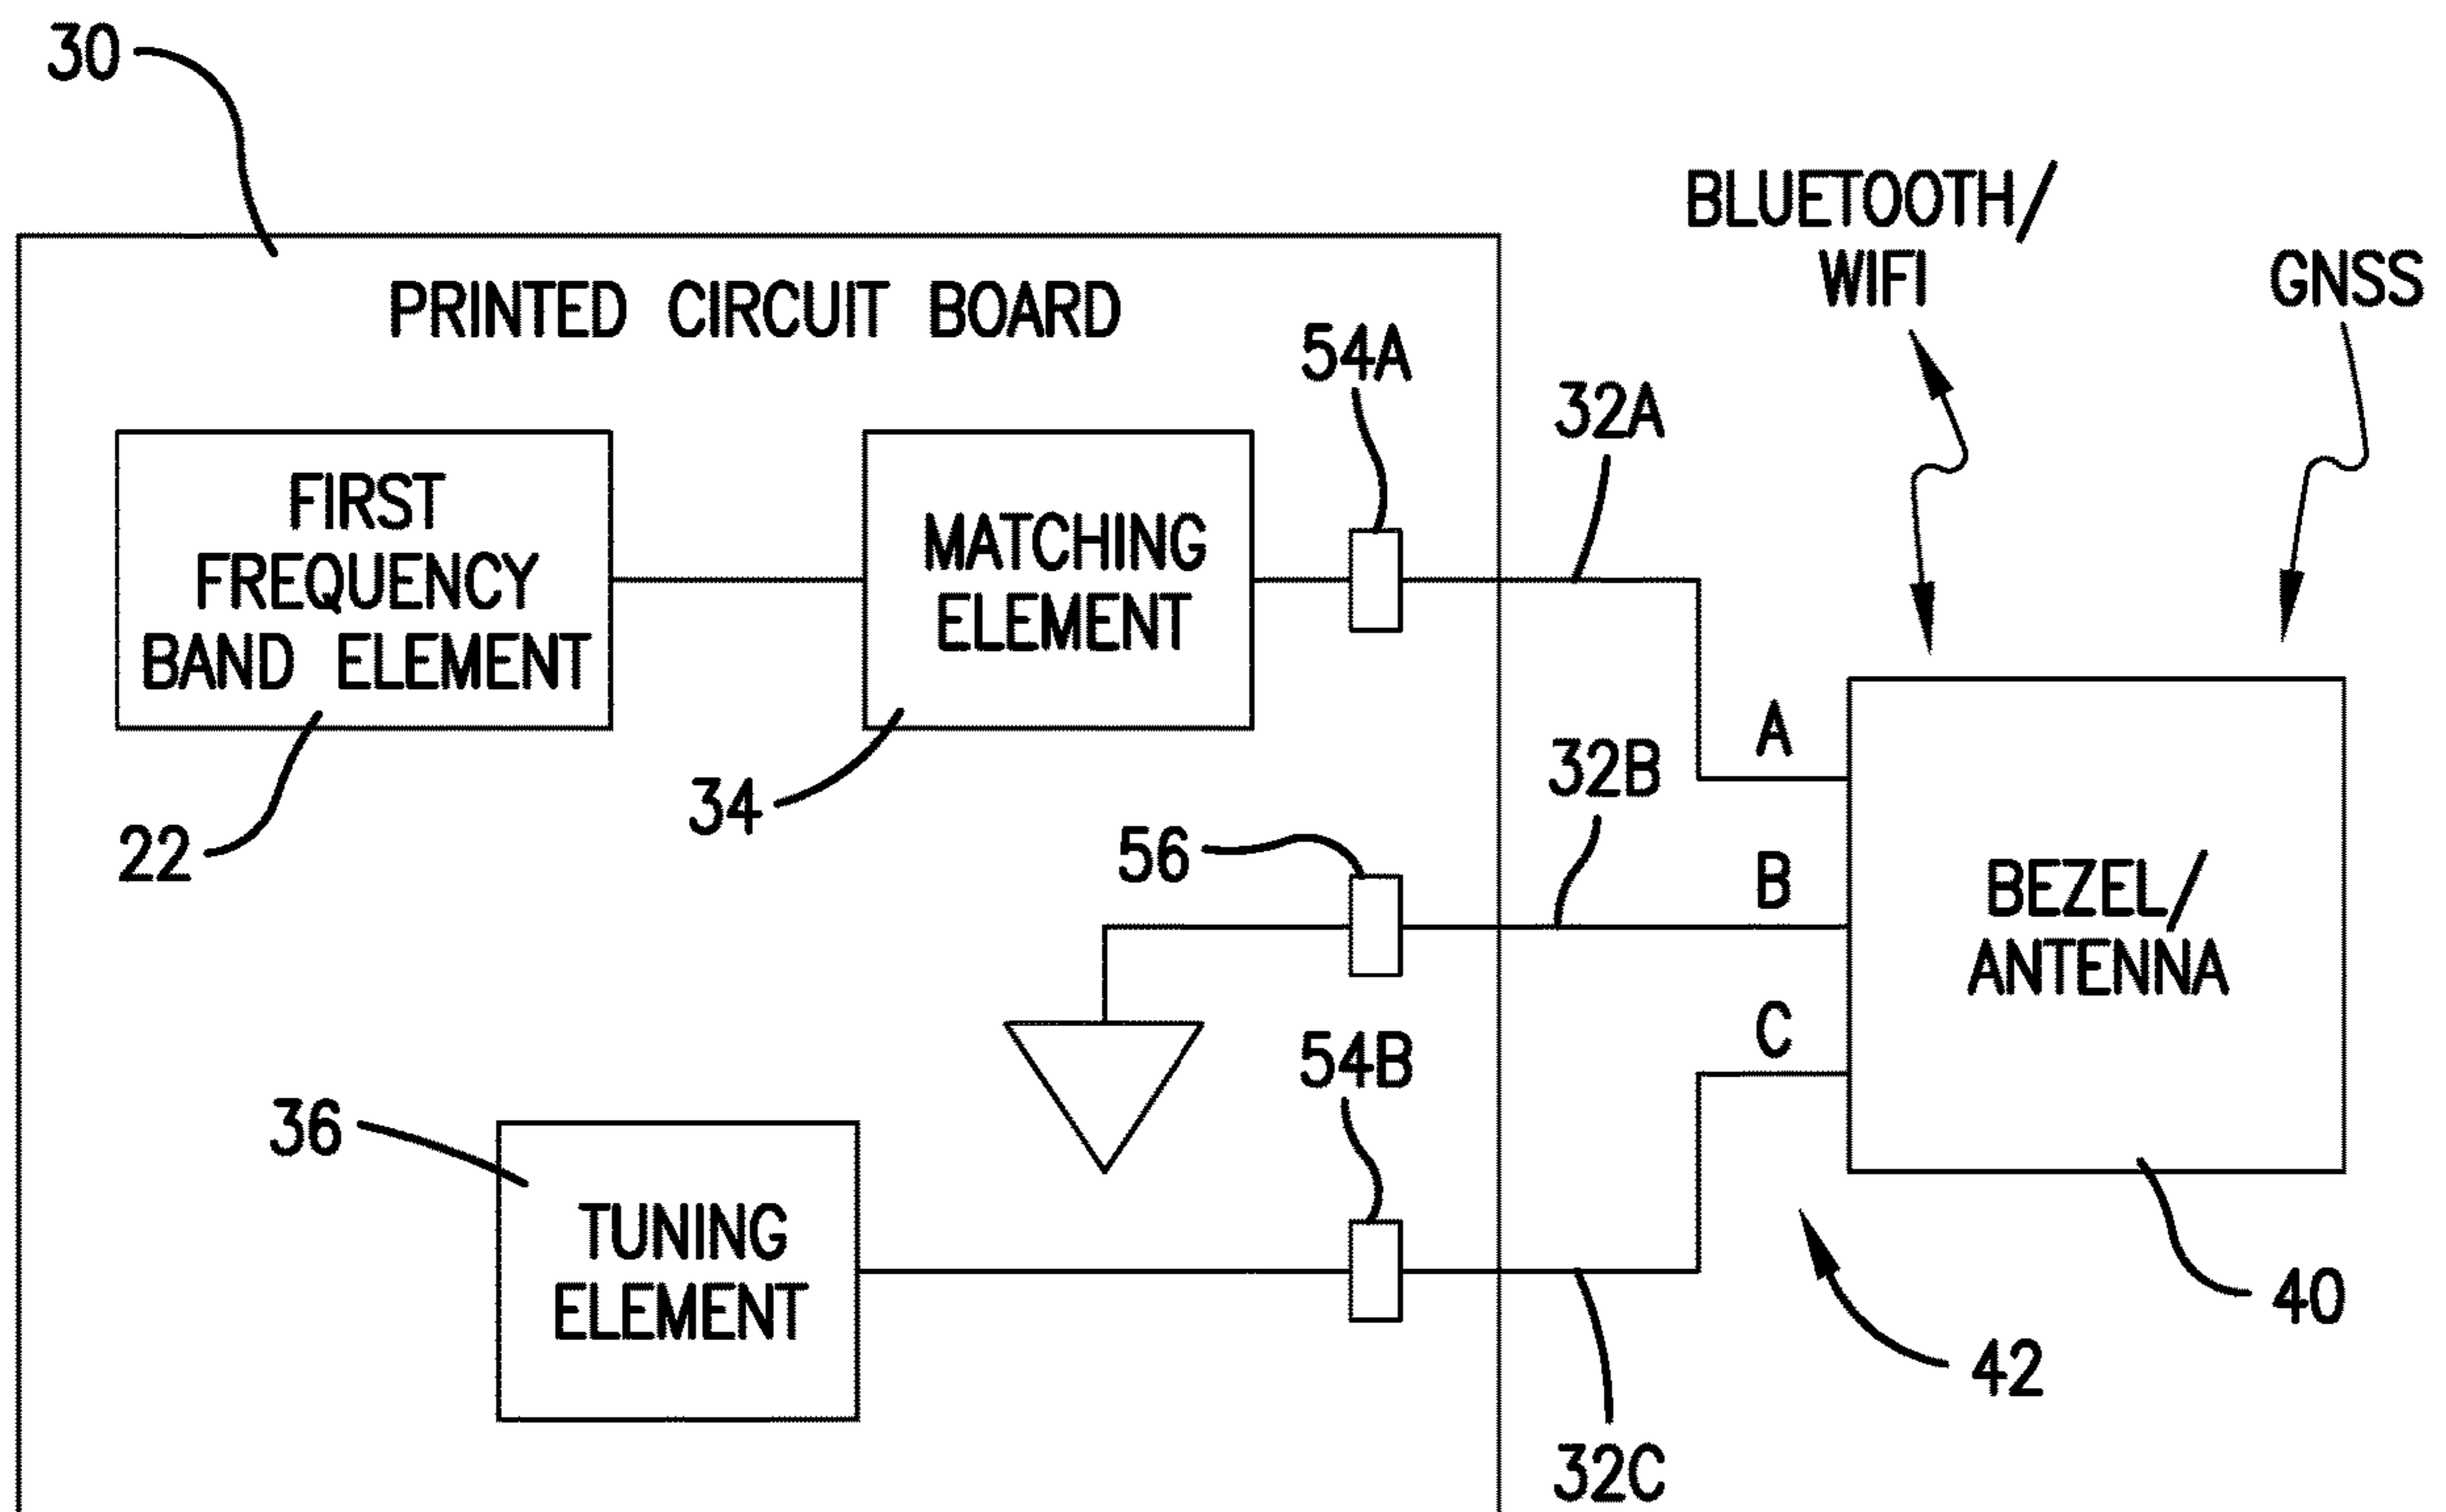 30
PRINTED CIRCUIT BOARD
BLUETOOTH/
WIFI
GNSS
54A
32A
FIRST
FREQUENCY
BAND ELEMENT
MATCHING
ELEMENT
22
34
A
32B
56
B
BEZEL/
ANTENNA
C
54B
36
TUNING
ELEMENT
40
42
32C